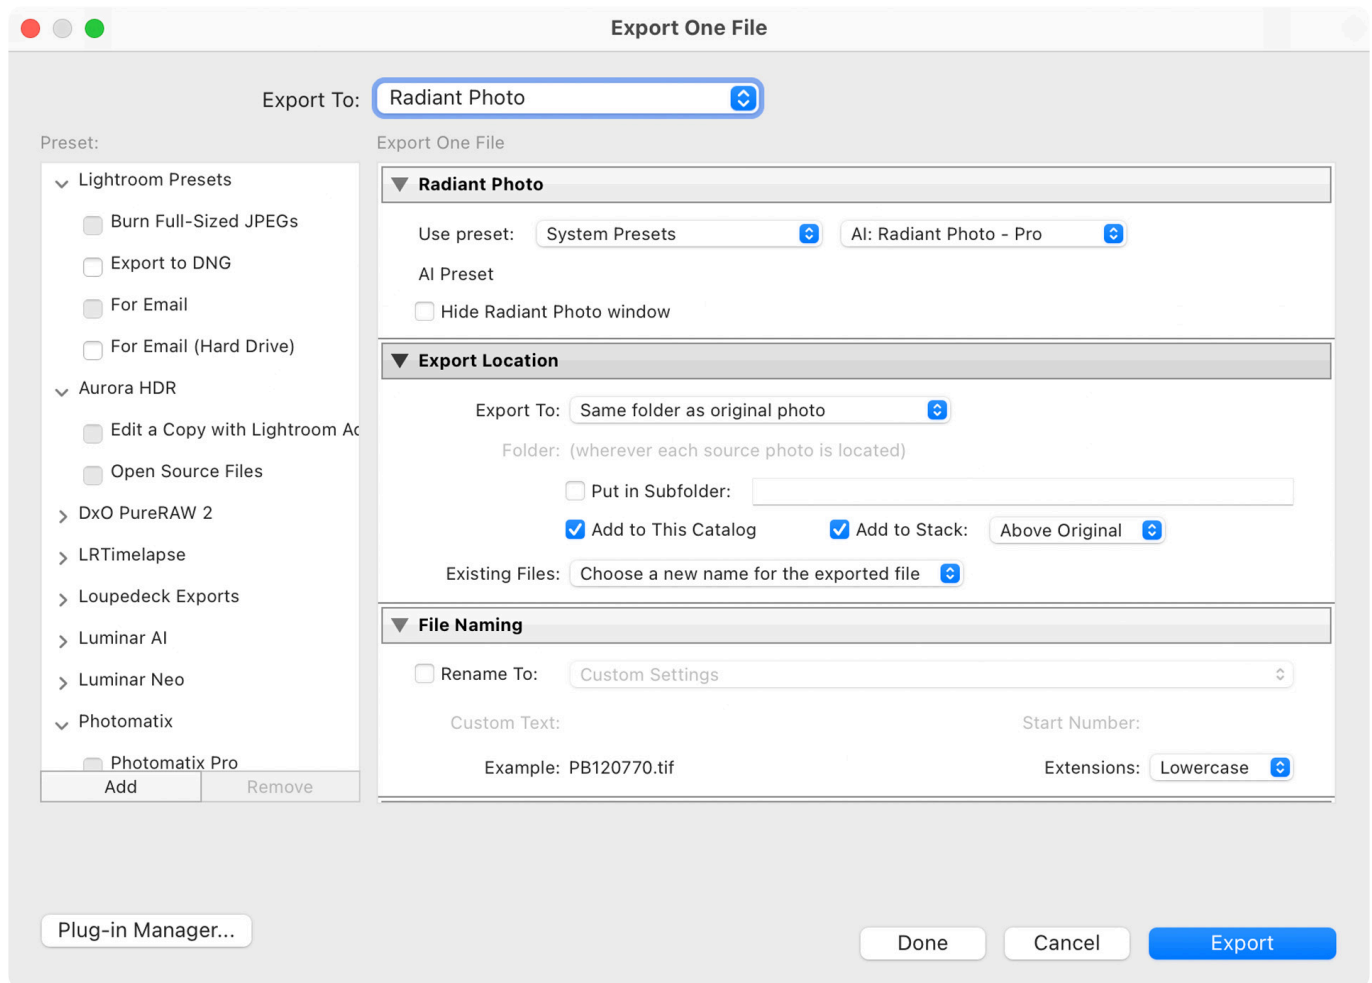 Export One File
Export To: Radiant Photo
Preset:
Lightroom Presets
Burn Full-Sized JPEGs
Export to DNG
For Email
For Email (Hard Drive)
Aurora HDR
Edit a Copy with Lightroom Ac
Open Source Files
DxO PureRAW 2
LRTimelapse
Loupedeck Exports
Luminar AI
Luminar Neo
Photomatix
Photomatix Pro
Add Remove
Export One File
Radiant Photo
Use preset: System Presets AI: Radiant Photo - Pro
AI Preset
Hide Radiant Photo window
Export Location
Export To: Same folder as original photo
Folder: (wherever each source photo is located)
Put in Subfolder:
Add to This Catalog Add to Stack: Above Original
Existing Files: Choose a new name for the exported file
File Naming
Rename To: Custom Settings
Custom Text: Start Number:
Example: PB120770.tif Extensions: Lowercase
Plug-in Manager...
Done Cancel Export